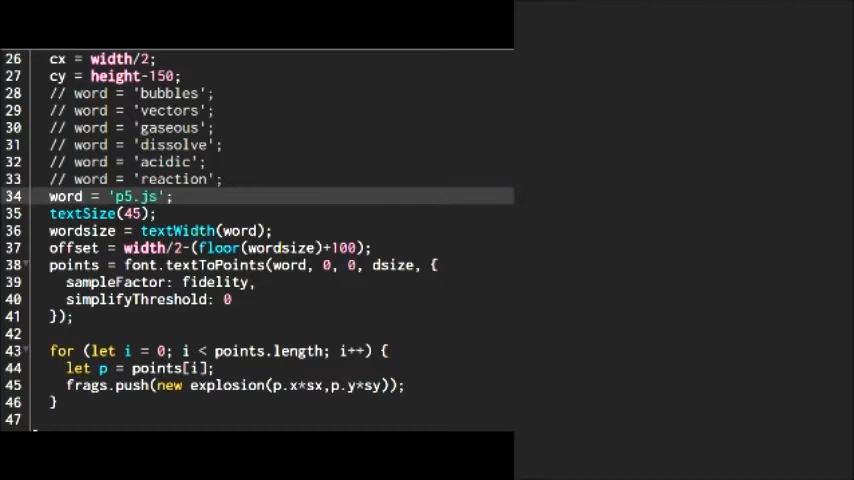 26 cx = width/2;
27 cy = height-150;
28 // word = 'bubbles';
29 // word = 'vectors';
30 // word = 'gaseous';
31 // word = 'dissolve';
32 // word = 'acidic';
33 // word = 'reaction';
34 word = 'p5.js';
35 textSize(45);
36 wordsize = textWidth(word);
37 offset = width/2-(floor(wordsize)+100);
38 points = font.textToPoints(word, 0, 0, dsize, {
39 sampleFactor: fidelity,
40 simplifyThreshold: 0
41 });
42
43 for (let i = 0; i < points.length; i++) {
44 let p = points[i];
45 frags.push(new explosion(p.x*sx,p.y*sy));
46 }
47